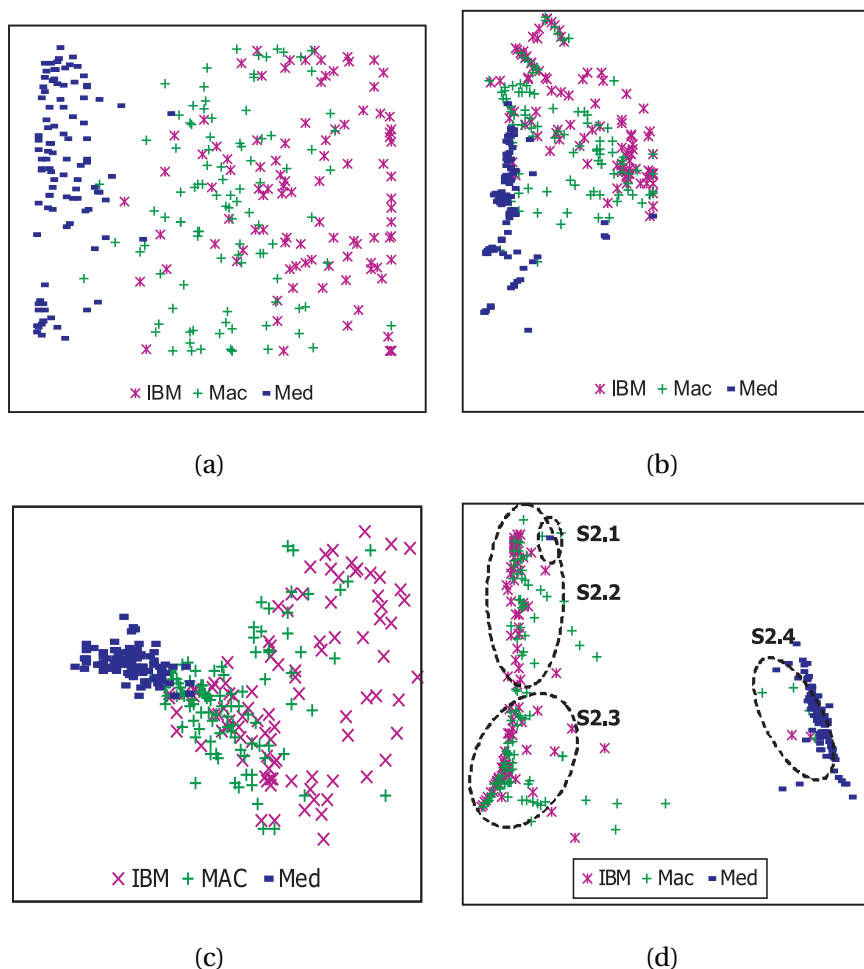 IBM Mac Med
IBM Mac Med
(a)
(b)
S2.1
S2.2
S2.4
S2.3
IBM MAC Med
IBM Mac Med
(c)
(d)